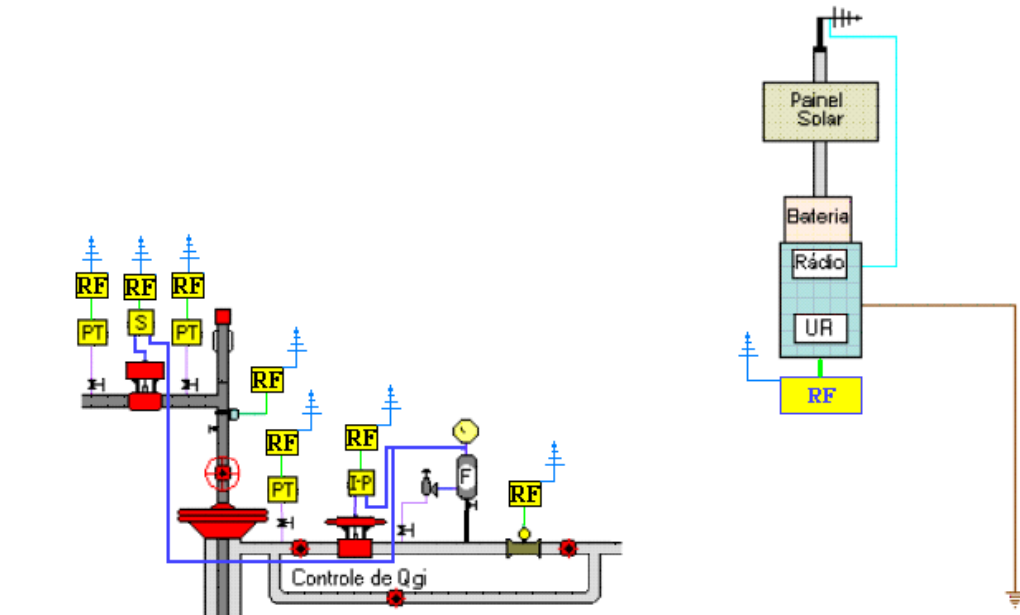 Painel
Solar
Bateria
Rádio
UR
RF
RF
RF
RF
PT
S
PT
RF
RF
RF
PT
I-P
F
RF
Controle de Qgi